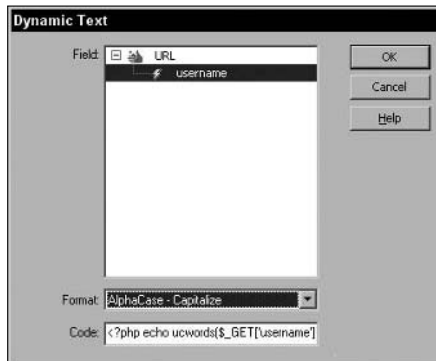 Dynamic Text
Field:
URL
username
OK
Cancel
Help
Format: AlphaCase - Capitalize
Code: <?php echo ucwords($_GET['username']